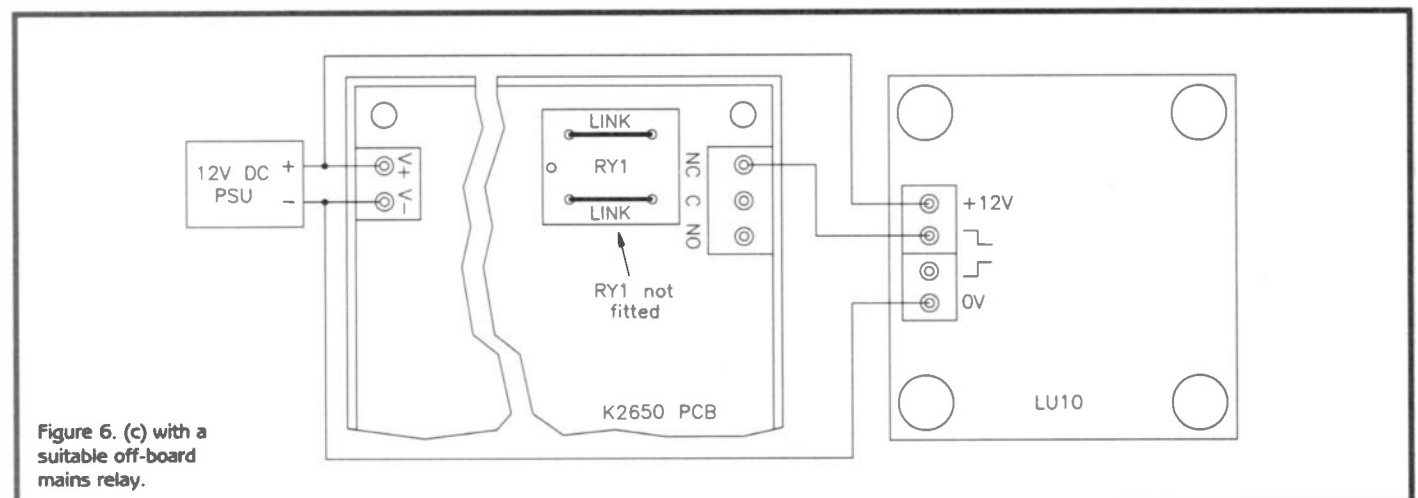 12V DC
PSU
+
−
V+
V−
LINK
RY1
LINK
RY1 not
fitted
NC
C
NO
K2650 PCB
+12V
0V
LU10
Figure 6. (c) with a
suitable off-board
mains relay.